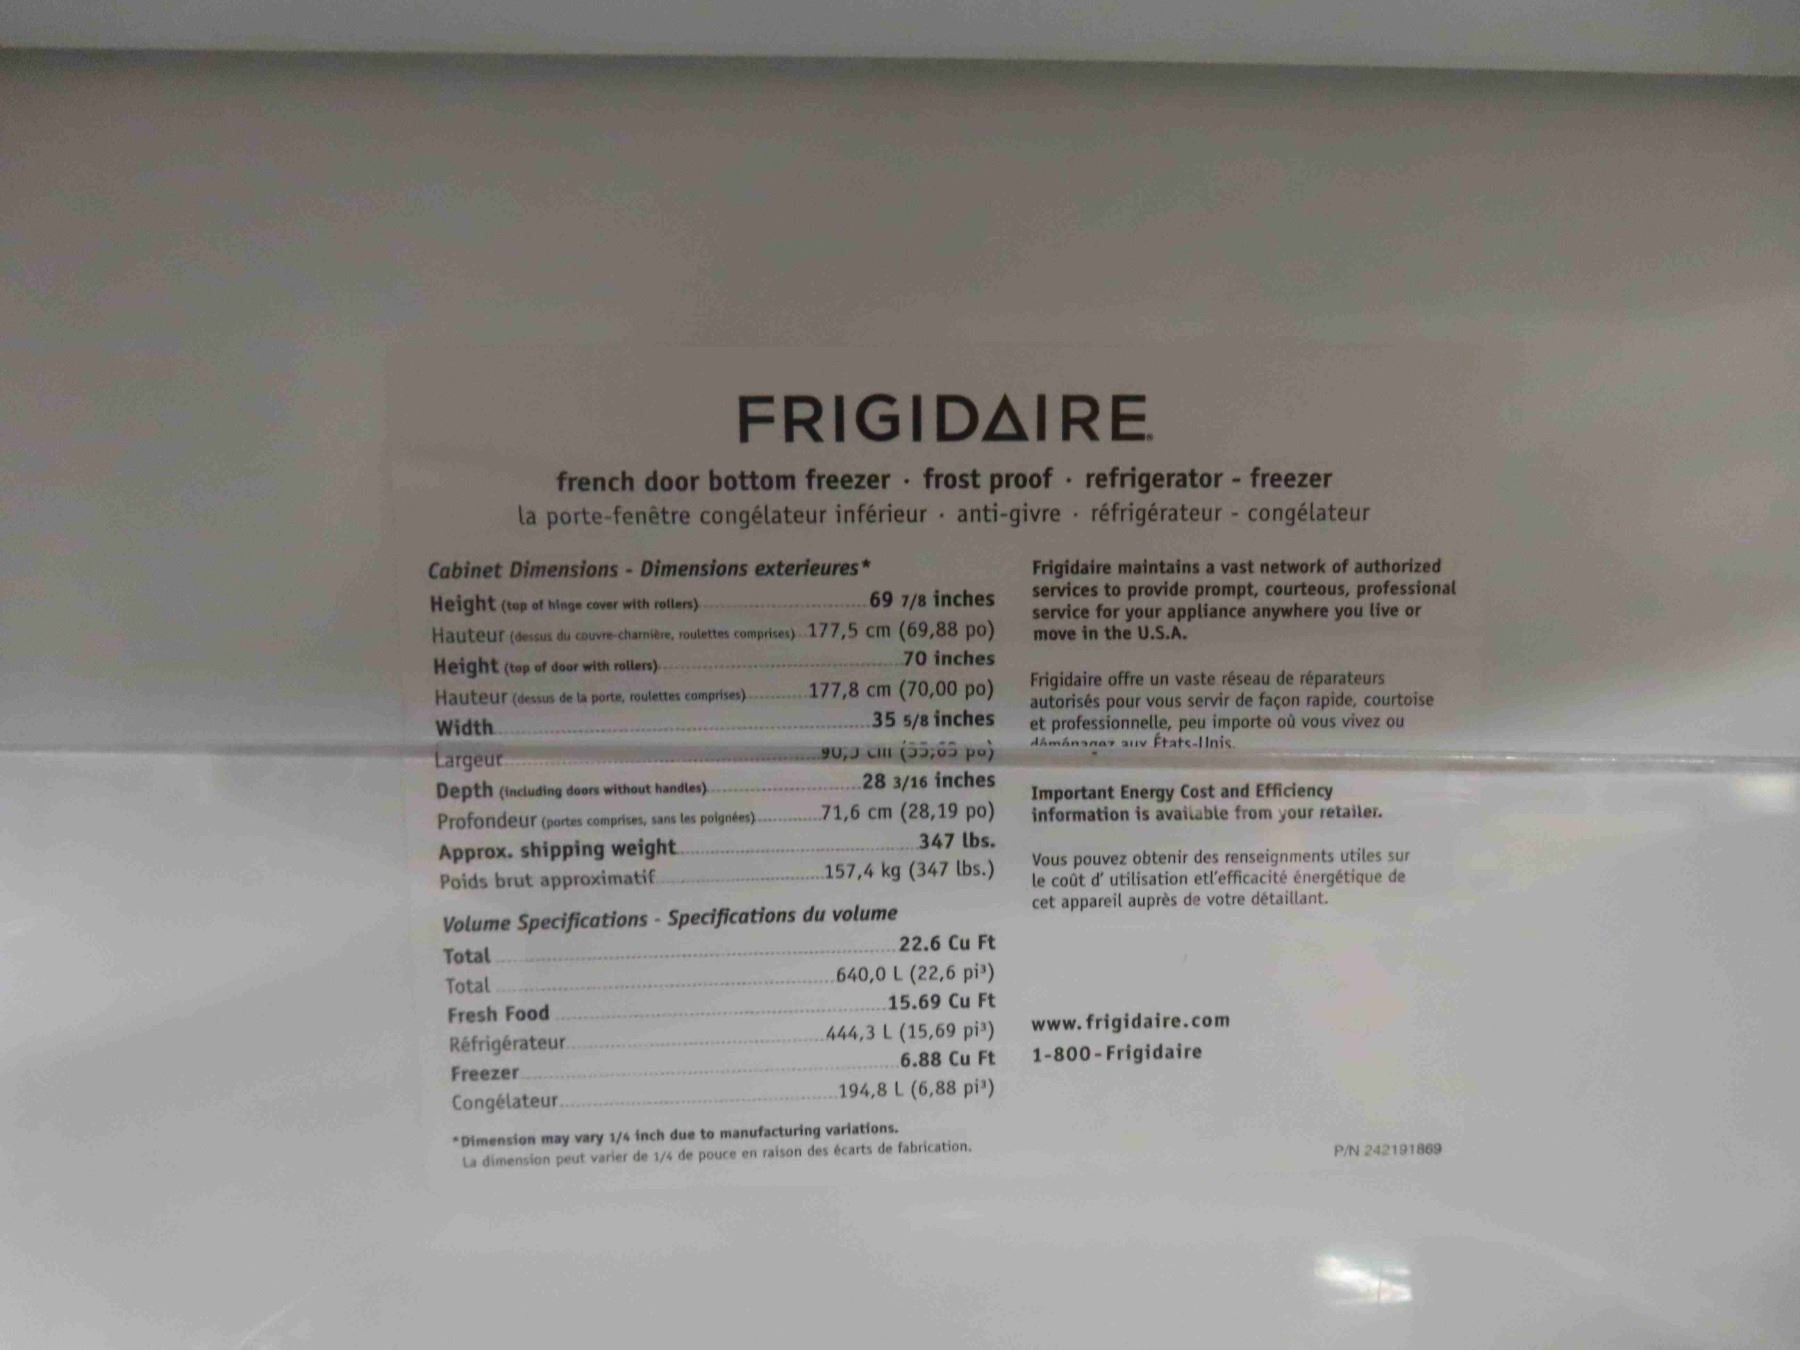 FRIGIDAIRE
french door bottom freezer · frost proof · refrigerator - freezer
la porte-fenêtre congélateur inférieur · anti-givre · réfrigérateur - congélateur
Cabinet Dimensions - Dimensions exterieures*
Height (top of hinge cover with rollers) 69 7/8 inches
Hauteur (dessus du couvre-charnière, roulettes comprises) 177,5 cm (69,88 po)
Height (top of door with rollers) 70 inches
Hauteur (dessus de la porte, roulettes comprises) 177,8 cm (70,00 po)
Width 35 5/8 inches
Largeur cm po)
Depth (including doors without handles) 28 3/16 inches
Profondeur (portes comprises, sans les poignées) 71,6 cm (28,19 po)
Approx. shipping weight 347 lbs.
Poids brut approximatif 157,4 kg (347 lbs.)
Volume Specifications - Specifications du volume
Total 22.6 Cu Ft
Total 640,0 L (22,6 pi³)
Fresh Food 15.69 Cu Ft
Réfrigérateur 444,3 L (15,69 pi³)
Freezer 6.88 Cu Ft
Congélateur 194,8 L (6,88 pi³)
*Dimension may vary 1/4 inch due to manufacturing variations.
La dimension peut varier de 1/4 de pouce en raison des écarts de fabrication.
Frigidaire maintains a vast network of authorized
services to provide prompt, courteous, professional
service for your appliance anywhere you live or
move in the U.S.A.
Frigidaire offre un vaste réseau de réparateurs
autorisés pour vous servir de façon rapide, courtoise
et professionnelle, peu importe où vous vivez ou
déménagez aux États-Unis.
Important Energy Cost and Efficiency
information is available from your retailer.
Vous pouvez obtenir des renseignments utiles sur
le coût d' utilisation etl'efficacité énergétique de
cet appareil auprès de votre détaillant.
www.frigidaire.com
1-800-Frigidaire
P/N 242191869